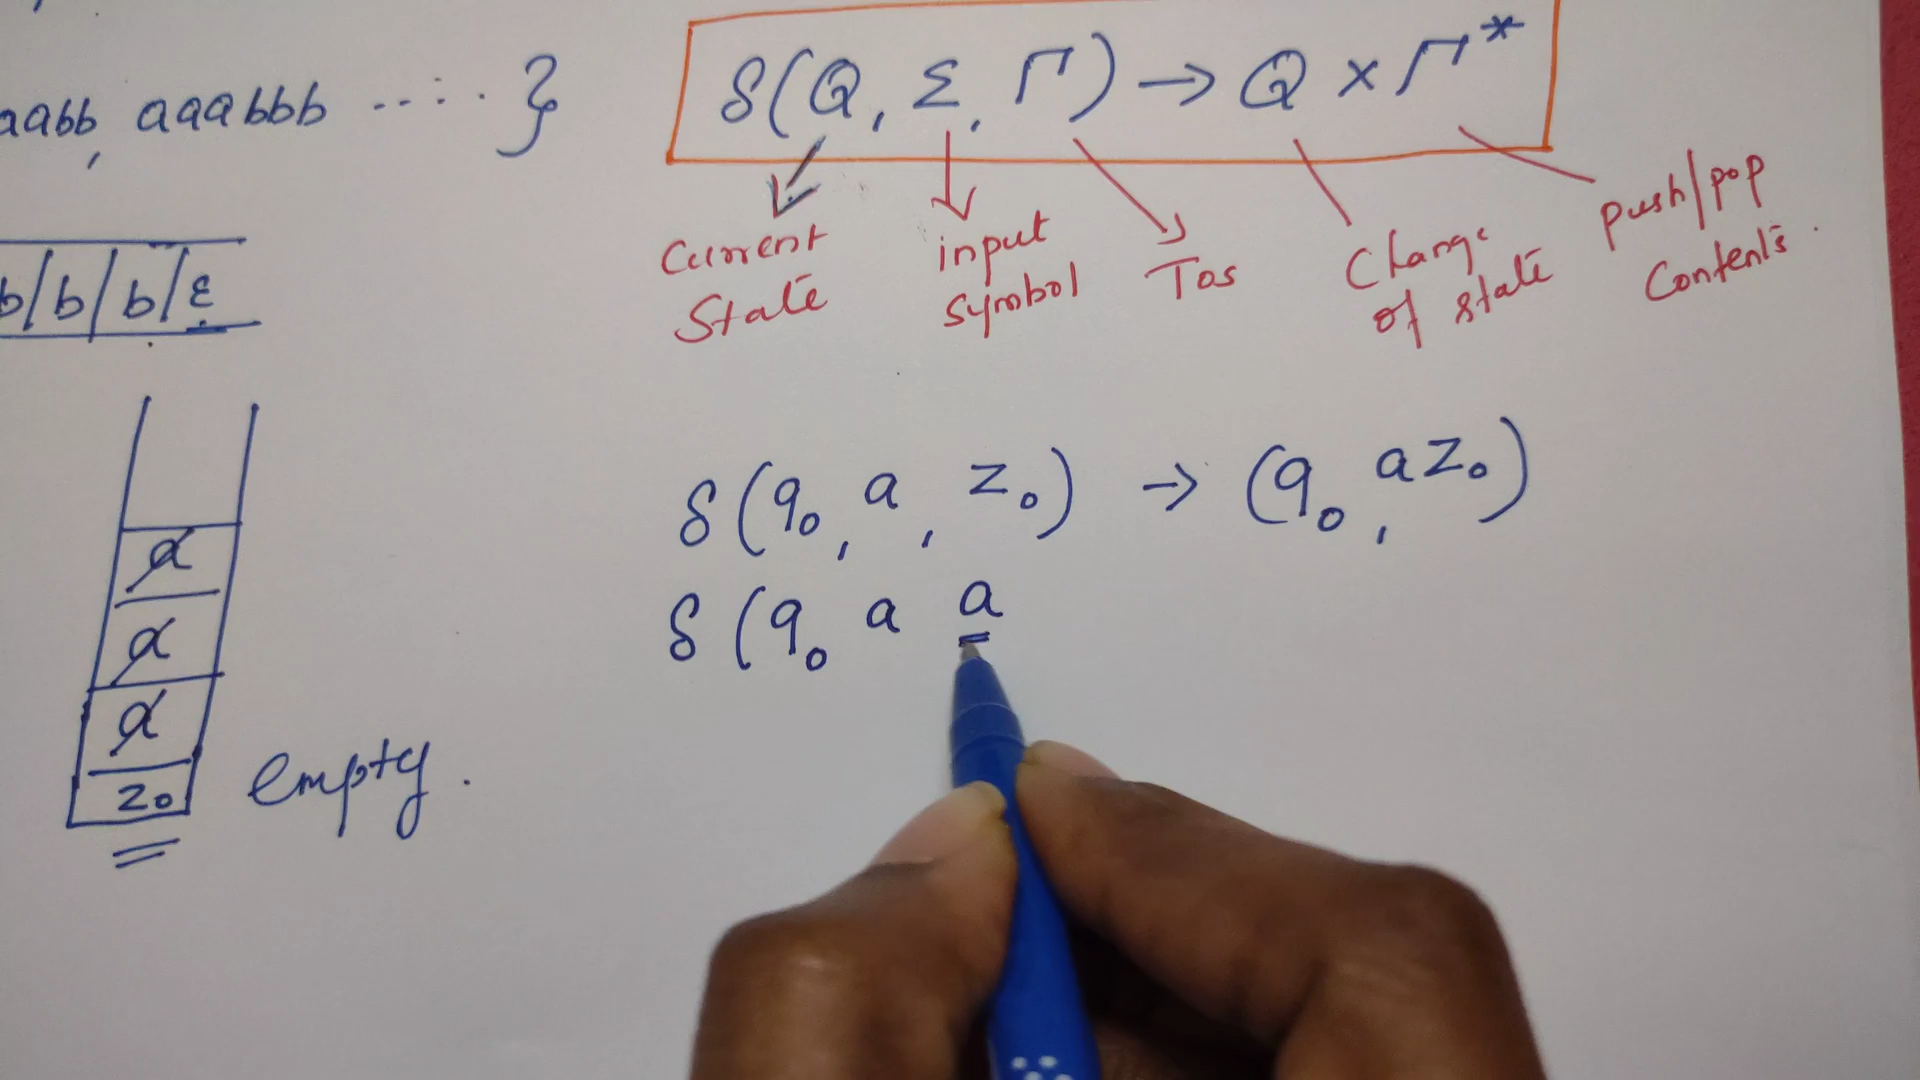 aabb, aaabbb ...... }
δ(Q, Σ, Γ) → Q × Γ*
Current State
input symbol
Tos
Change of state
push/pop Contents.
b/b/b/ε
δ(q₀, a, z₀) → (q₀, az₀)
δ(q₀ a a
a
a
a
z₀
empty.